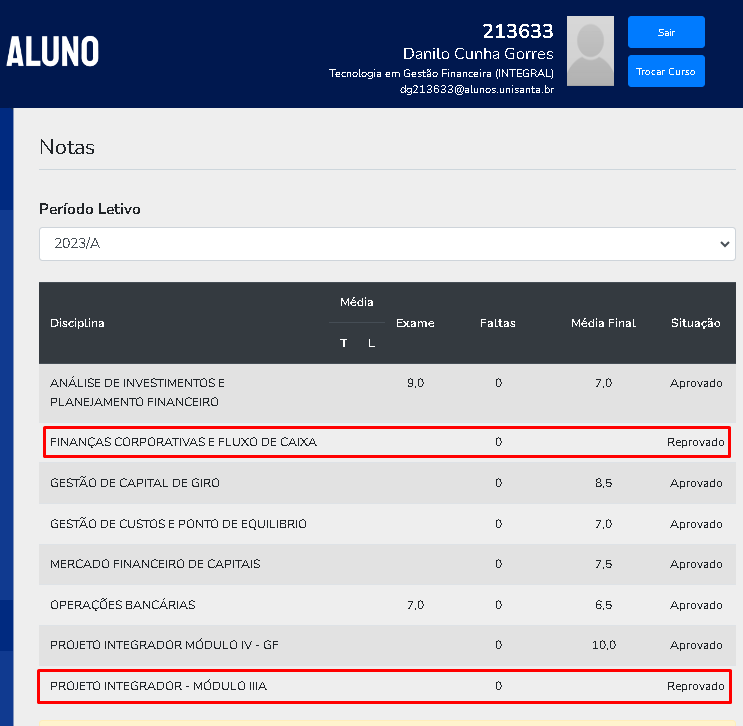 ALUNO
213633
Danilo Cunha Gorres
Tecnologia em Gestão Financeira (INTEGRAL)
dg213633@alunos.unisanta.br
Sair
Trocar Curso
Notas
Período Letivo
2023/A
Disciplina Média T L Exame Faltas Média Final Situação
ANÁLISE DE INVESTIMENTOS E PLANEJAMENTO FINANCEIRO 9,0 0 7,0 Aprovado
FINANÇAS CORPORATIVAS E FLUXO DE CAIXA 0 Reprovado
GESTÃO DE CAPITAL DE GIRO 0 8,5 Aprovado
GESTÃO DE CUSTOS E PONTO DE EQUILIBRIO 0 7,0 Aprovado
MERCADO FINANCEIRO DE CAPITAIS 0 7,5 Aprovado
OPERAÇÕES BANCÁRIAS 7,0 0 6,5 Aprovado
PROJETO INTEGRADOR MÓDULO IV - GF 0 10,0 Aprovado
PROJETO INTEGRADOR - MÓDULO IIIA 0 Reprovado